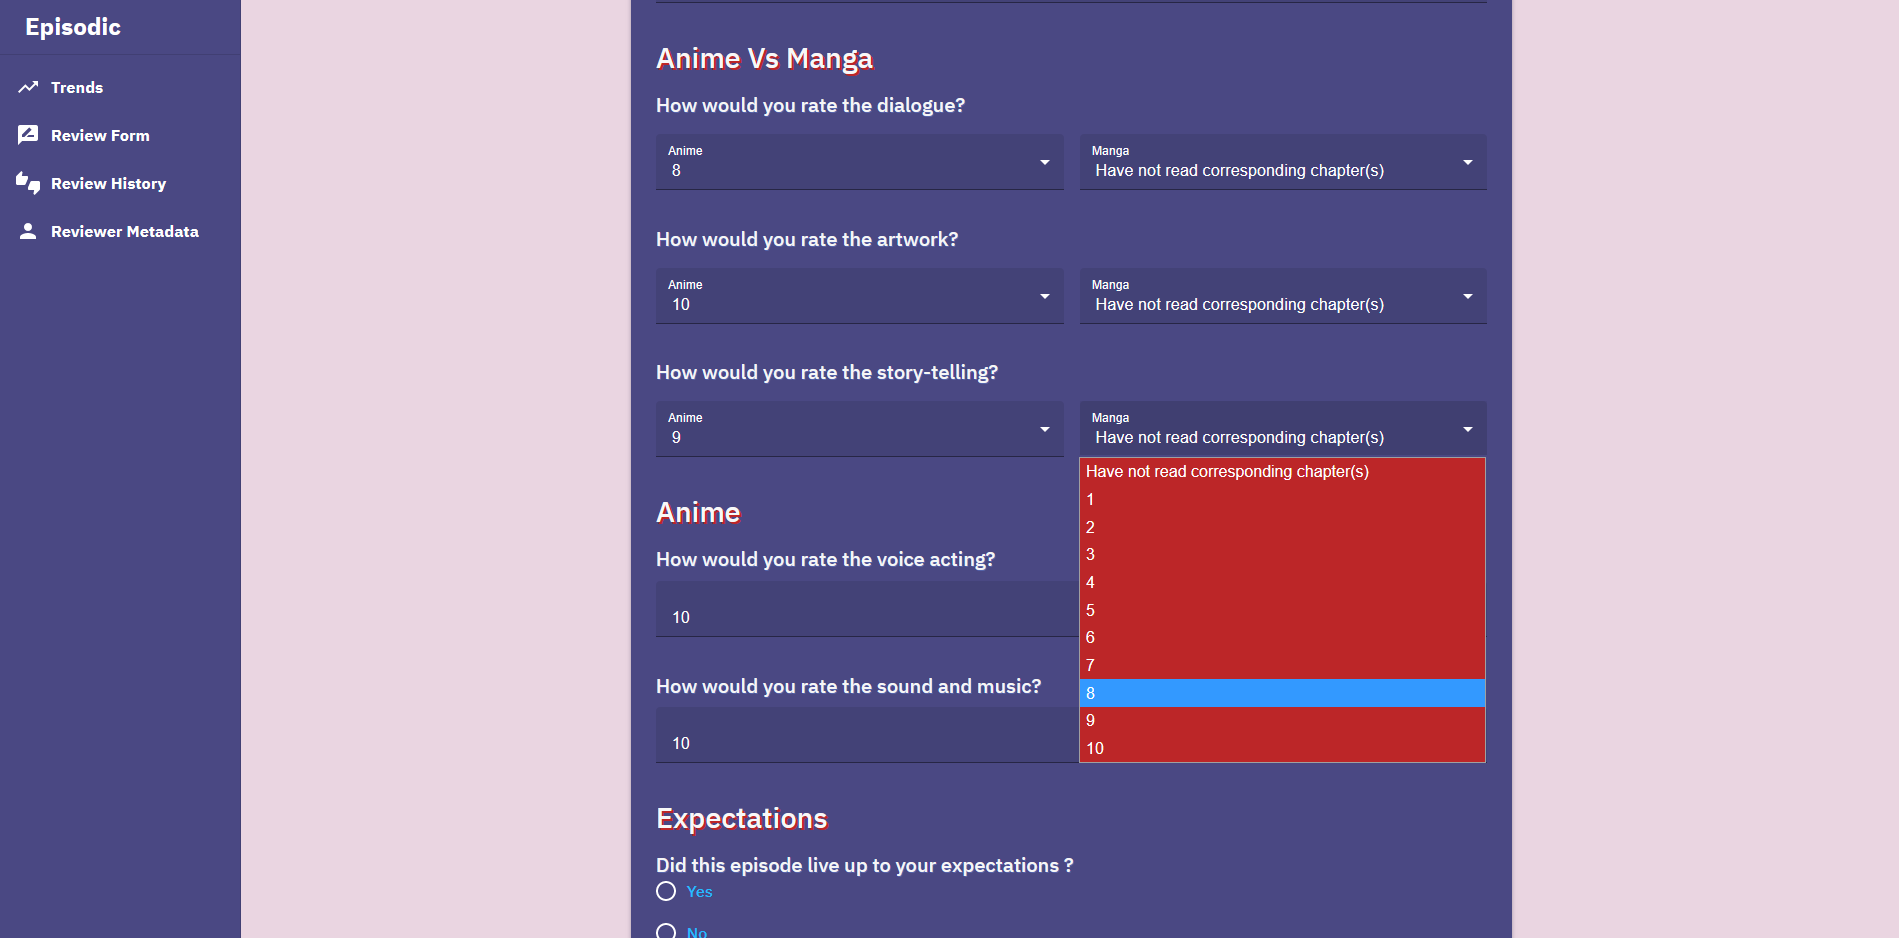 Episodic
Trends
Review Form
Review History
Reviewer Metadata
Anime Vs Manga
How would you rate the dialogue?
Anime
8
Manga
Have not read corresponding chapter(s)
How would you rate the artwork?
Anime
10
Manga
Have not read corresponding chapter(s)
How would you rate the story-telling?
Anime
9
Manga
Have not read corresponding chapter(s)
Have not read corresponding chapter(s)
1
2
3
4
5
6
7
8
9
10
Anime
How would you rate the voice acting?
10
How would you rate the sound and music?
10
Expectations
Did this episode live up to your expectations ?
Yes
No